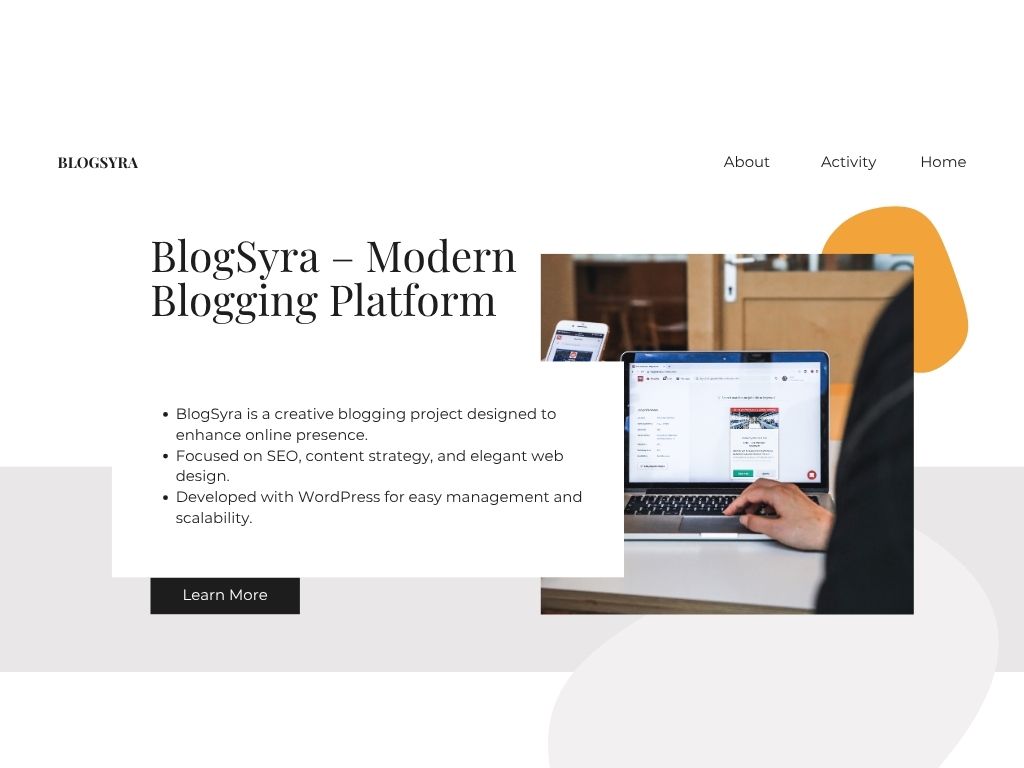 BLOGSYRA
About Activity Home
BlogSyra – Modern
Blogging Platform
• BlogSyra is a creative blogging project designed to
enhance online presence.
• Focused on SEO, content strategy, and elegant web
design.
• Developed with WordPress for easy management and
scalability.
Learn More